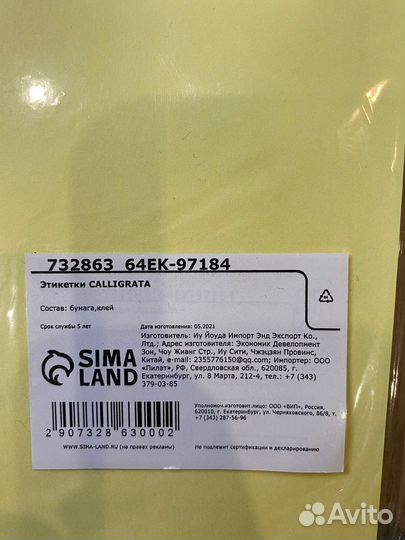 732863 64EK-97184
Этикетки CALLIGRATA
Состав: бумага,клей
Срок службы 5 лет
Дата изготовления: 05.2021
Изготовитель: Иу Йоуда Импорт Энд Экспорт Ко.,
Лтд.; Адрес изготовителя: Экономик Девелопмент
Зон, Чоу Жианг Стр., Иу Сити, Чжэцзян Провинс,
Китай, e-mail: 2355776150@qq.com; Импортер: ООО
«Пилат», РФ, Свердловская обл., 620085, г.
Екатеринбург, ул. 8 Марта, 212-4, тел.: +7 (343)
379-03-85
SIMA
LAND
Уполномоч.изготовит.лицо: ООО «ВИП», Россия,
620010, г. Екатеринбург, ул. Черняховского, 86/8, т.
+7 (343) 287-56-96
2 907328 630002
WWW.SIMA-LAND.RU (на правах рекламы)
Не подлежит сертификации и декларированию
Avito